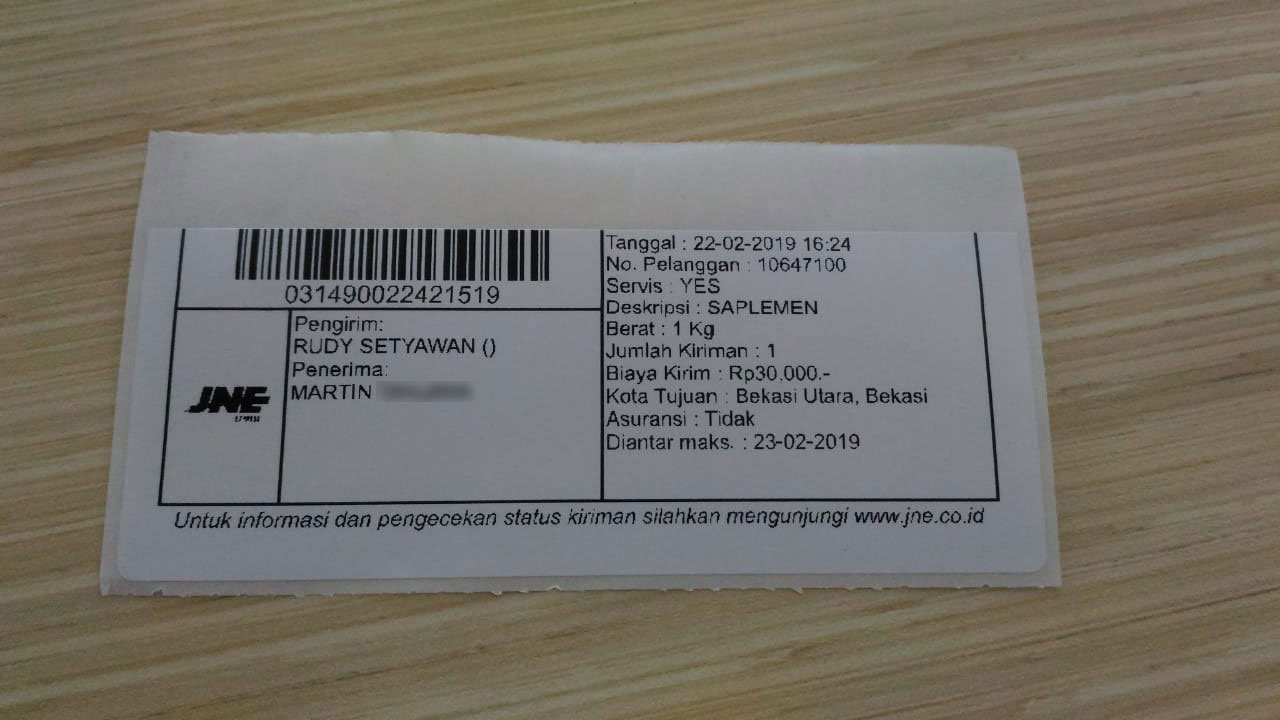 031490022421519
Pengirim:
RUDY SETYAWAN ()
Penerima:
MARTIN
JNE
Tanggal : 22-02-2019 16:24
No. Pelanggan : 10647100
Servis : YES
Deskripsi : SAPLEMEN
Berat : 1 Kg
Jumlah Kiriman : 1
Biaya Kirim : Rp30.000.-
Kota Tujuan : Bekasi Utara, Bekasi
Asuransi : Tidak
Diantar maks. : 23-02-2019
Untuk informasi dan pengecekan status kiriman silahkan mengunjungi www.jne.co.id